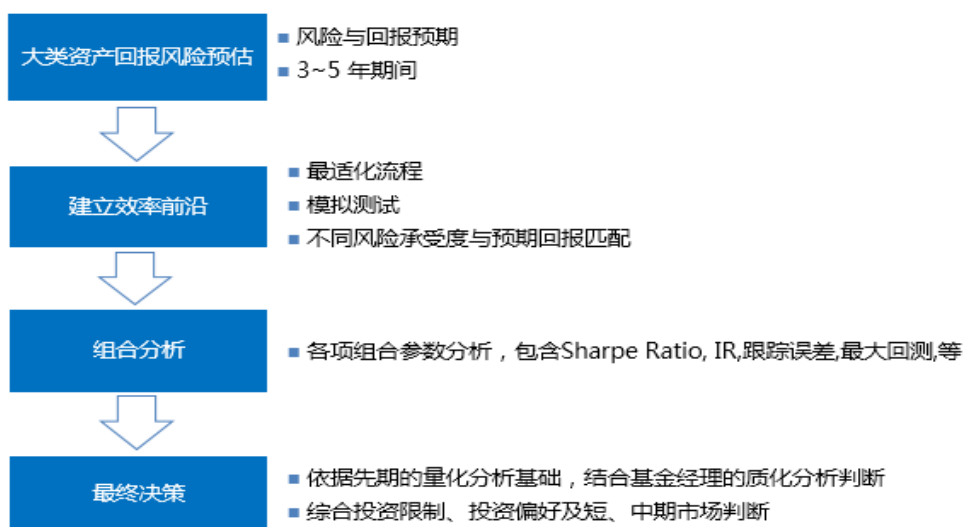 大类资产回报风险预估
风险与回报预期
3~5 年期间
建立效率前沿
最适化流程
模拟测试
不同风险承受度与预期回报匹配
组合分析
各项组合参数分析，包含Sharpe Ratio, IR,跟踪误差,最大回测,等
最终决策
依据先期的量化分析基础，结合基金经理的质化分析判断
综合投资限制、投资偏好及短、中期市场判断